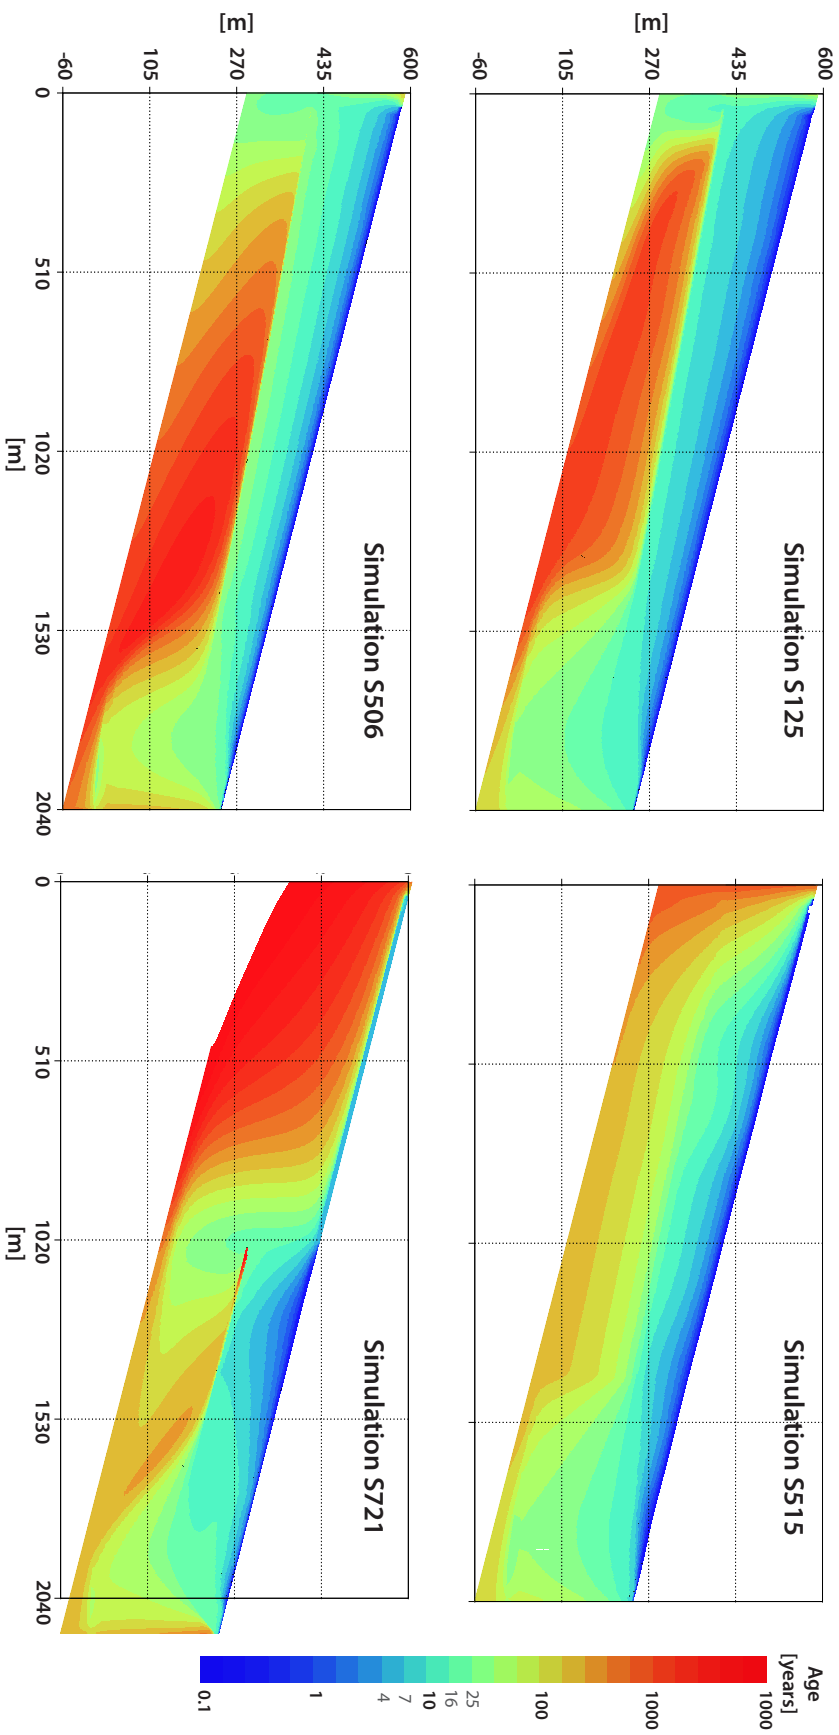 Simulation S125
[m]
600
435
270
105
-60
Simulation S515
Age
[years]
1000
1000
100
25
16
10
7
4
1
0.1
Simulation S506
[m]
600
435
270
105
-60
0 510 1020 1530 2040
[m]
Simulation S721
0 510 1020 1530 2040
[m]